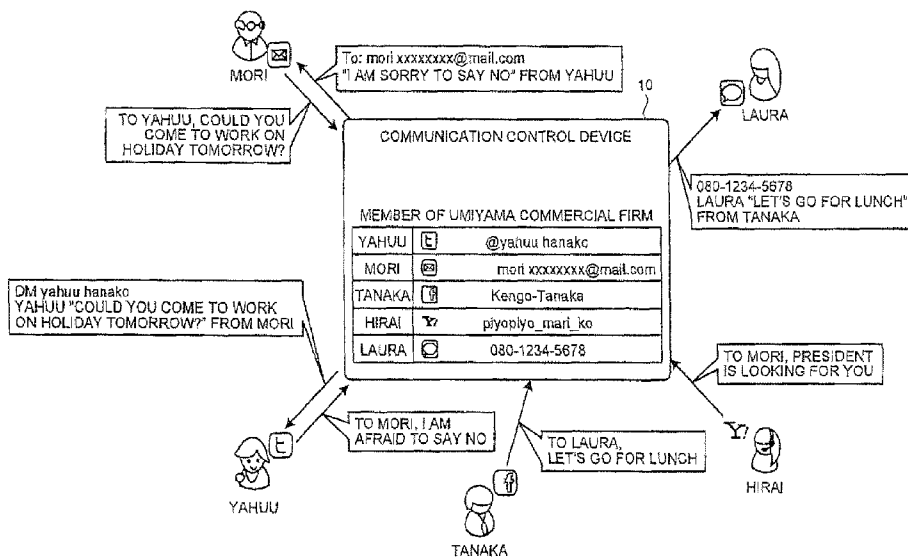 To: mori xxxxxxxx@mail.com
"I AM SORRY TO SAY NO" FROM YAHUU
MORI
TO YAHUU, COULD YOU
COME TO WORK ON
HOLIDAY TOMORROW?
10
LAURA
080-1234-5678
LAURA "LET'S GO FOR LUNCH"
FROM TANAKA
COMMUNICATION CONTROL DEVICE
MEMBER OF UMIYAMA COMMERCIAL FIRM
YAHUU t @yahuu hanako
MORI mori xxxxxxxx@mail.com
TANAKA f Kengo-Tanaka
HIRAI Y? piyopiyo_mari_ko
LAURA 080-1234-5678
DM yahuu hanako
YAHUU "COULD YOU COME TO WORK
ON HOLIDAY TOMORROW?" FROM MORI
TO MORI, PRESIDENT
IS LOOKING FOR YOU
t
YAHUU
TO MORI, I AM
AFRAID TO SAY NO
TO LAURA,
LET'S GO FOR LUNCH
f
TANAKA
Y?
HIRAI